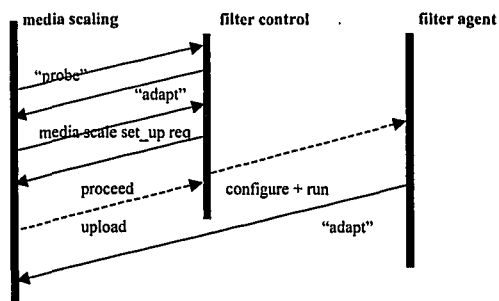 media scaling filter control filter agent
“probe”
“adapt”
media scale set_up req
proceed configure + run
upload “adapt”